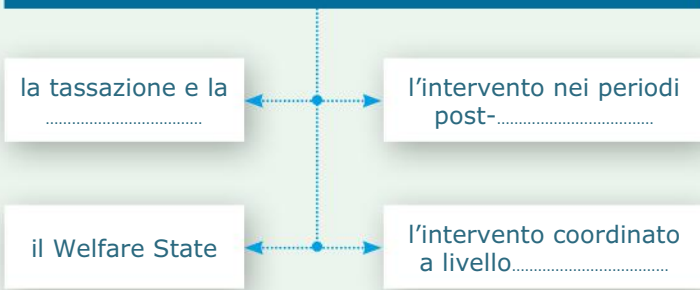 la tassazione e la
..................................
l'intervento nei periodi
post-..................................
il Welfare State
l'intervento coordinato
a livello..................................